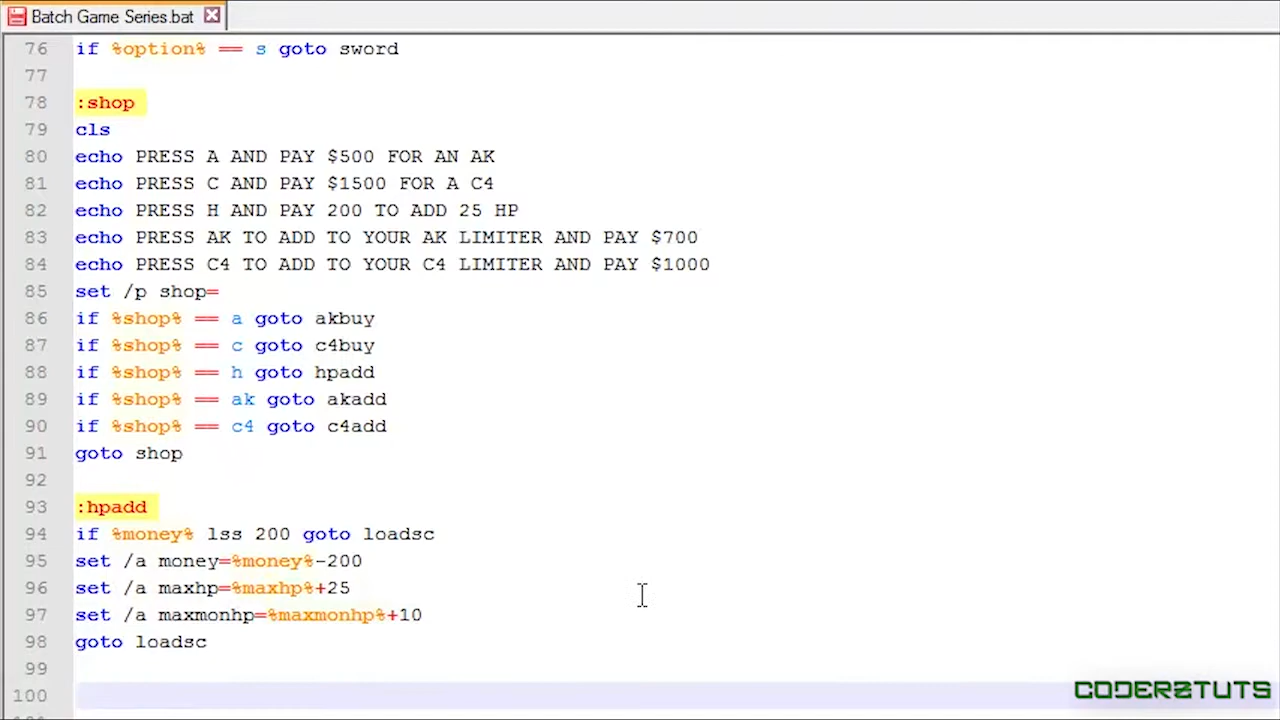 Batch Game Series.bat
76 if %option% == s goto sword
77
78 :shop
79 cls
80 echo PRESS A AND PAY $500 FOR AN AK
81 echo PRESS C AND PAY $1500 FOR A C4
82 echo PRESS H AND PAY 200 TO ADD 25 HP
83 echo PRESS AK TO ADD TO YOUR AK LIMITER AND PAY $700
84 echo PRESS C4 TO ADD TO YOUR C4 LIMITER AND PAY $1000
85 set /p shop=
86 if %shop% == a goto akbuy
87 if %shop% == c goto c4buy
88 if %shop% == h goto hpadd
89 if %shop% == ak goto akadd
90 if %shop% == c4 goto c4add
91 goto shop
92
93 :hpadd
94 if %money% lss 200 goto loadsc
95 set /a money=%money%-200
96 set /a maxhp=%maxhp%+25
97 set /a maxmonhp=%maxmonhp%+10
98 goto loadsc
99
100
CODERZTUTS